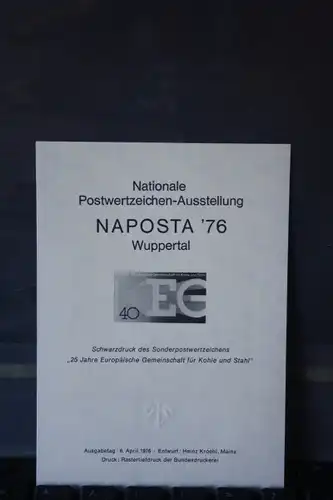 Nationale
Postwertzeichen-Ausstellung
NAPOSTA '76
Wuppertal
40 EG
Schwarzdruck des Sonderpostwertzeichens
„25 Jahre Europäische Gemeinschaft für Kohle und Stahl“
Ausgabetag: 6. April 1976 - Entwurf: Heinz Kroehl, Mainz
Druck: Rastertiefdruck der Bundesdruckerei